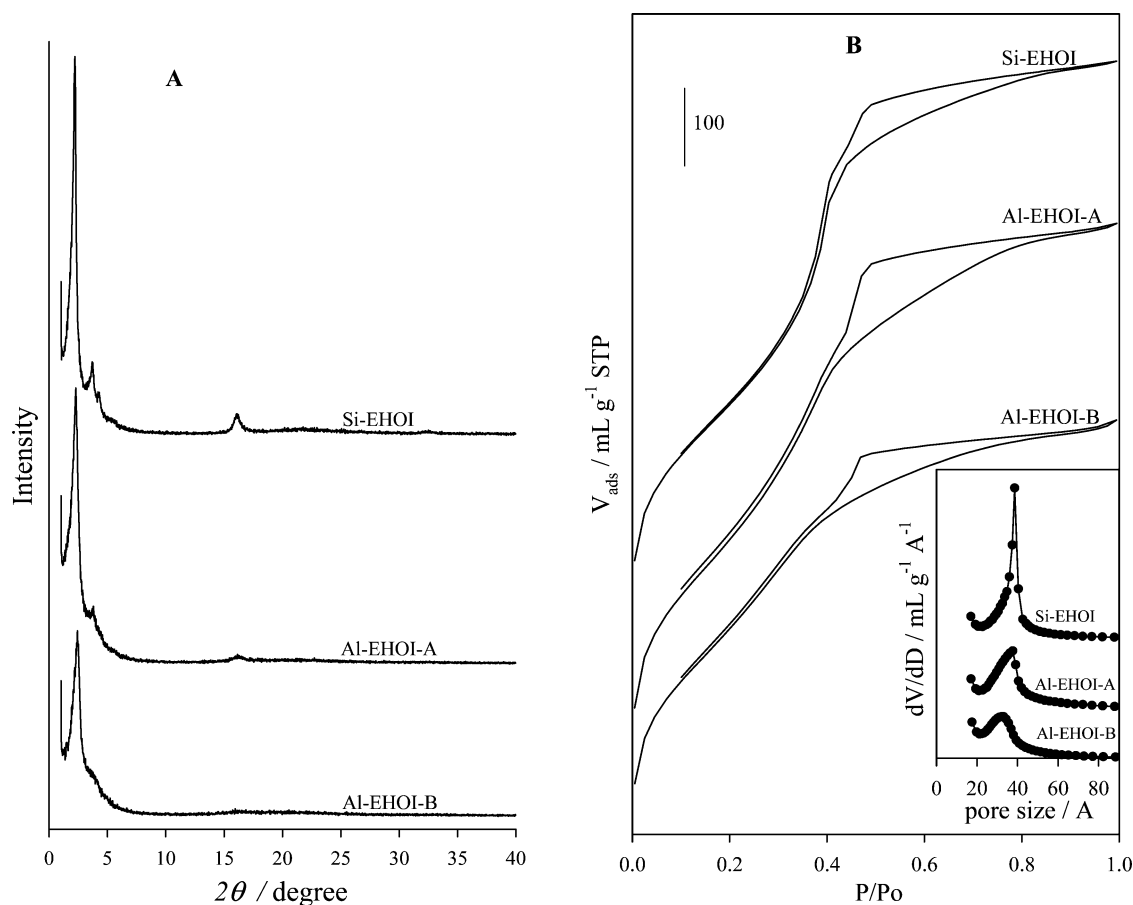 A
Si-EHOI
Al-EHOI-A
Al-EHOI-B
Intensity
0 5 10 15 20 25 30 35 40
2θ / degree
B
100
Si-EHOI
Al-EHOI-A
Al-EHOI-B
V_ads / mL g⁻¹ STP
0.0 0.2 0.4 0.6 0.8 1.0
P/Po
dV/dD / mL g⁻¹ A⁻¹
Si-EHOI
Al-EHOI-A
Al-EHOI-B
0 20 40 60 80
pore size / A